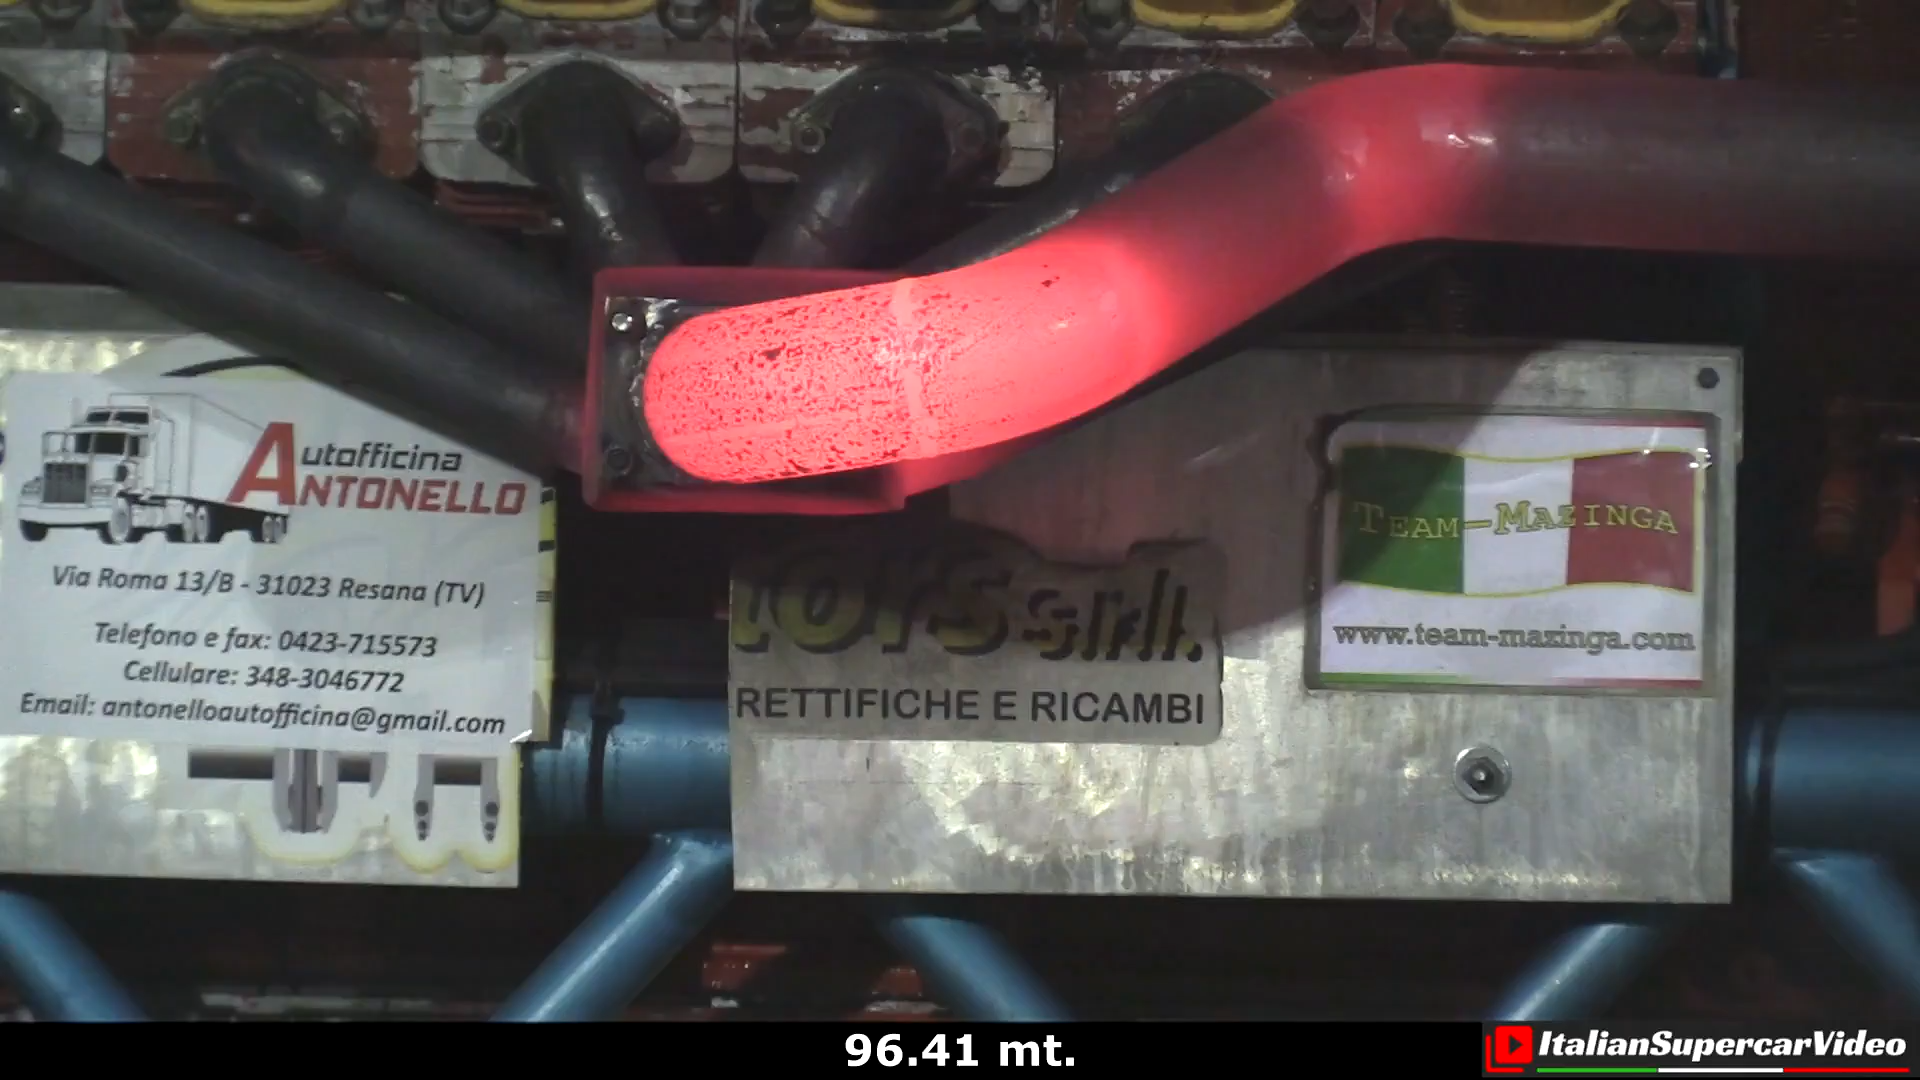 Autofficina
ANTONELLO
Via Roma 13/B - 31023 Resana (TV)
Telefono e fax: 0423-715573
Cellulare: 348-3046772
Email: antonelloautofficina@gmail.com
s.r.l.
RETTIFICHE E RICAMBI
TEAM-MAZINGA
www.team-mazinga.com
96.41 mt.
ItalianSupercarVideo